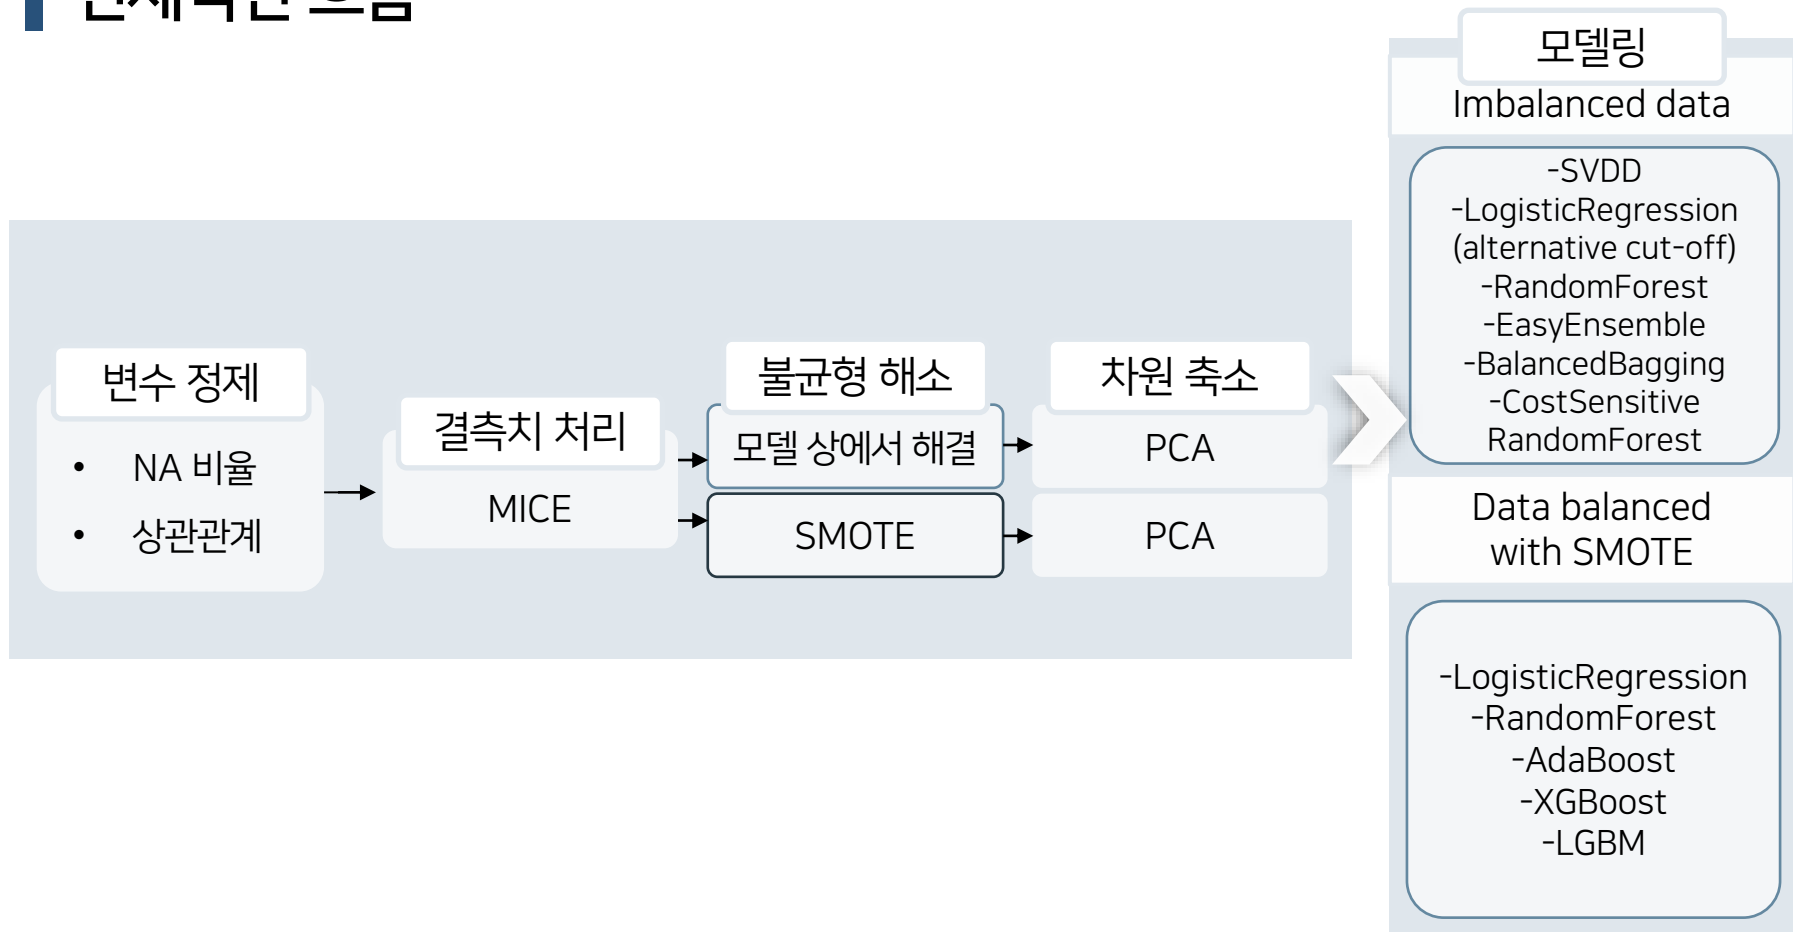 변수 정제
• NA 비율
• 상관관계
결측치 처리
MICE
불균형 해소
모델 상에서 해결
SMOTE
차원 축소
PCA
PCA
모델링
Imbalanced data
-SVDD
-LogisticRegression
(alternative cut-off)
-RandomForest
-EasyEnsemble
-BalancedBagging
-CostSensitive
RandomForest
Data balanced
with SMOTE
-LogisticRegression
-RandomForest
-AdaBoost
-XGBoost
-LGBM